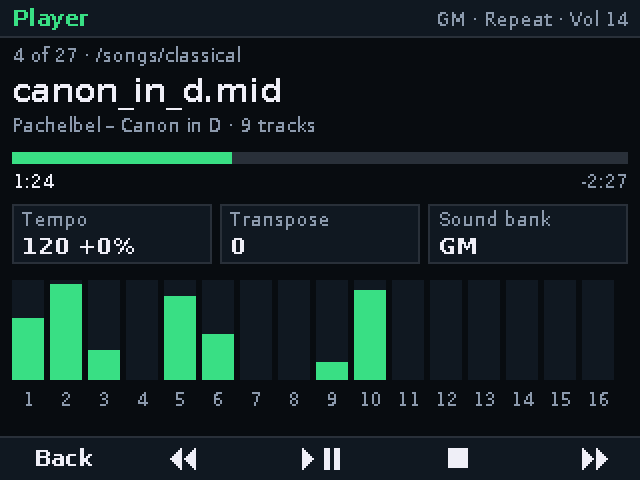 Player
GM · Repeat · Vol 14
4 of 27 · /songs/classical
canon_in_d.mid
Pachelbel – Canon in D · 9 tracks
1:24
-2:27
Tempo
120 +0%
Transpose
0
Sound bank
GM
1 2 3 4 5 6 7 8 9 10 11 12 13 14 15 16
Back